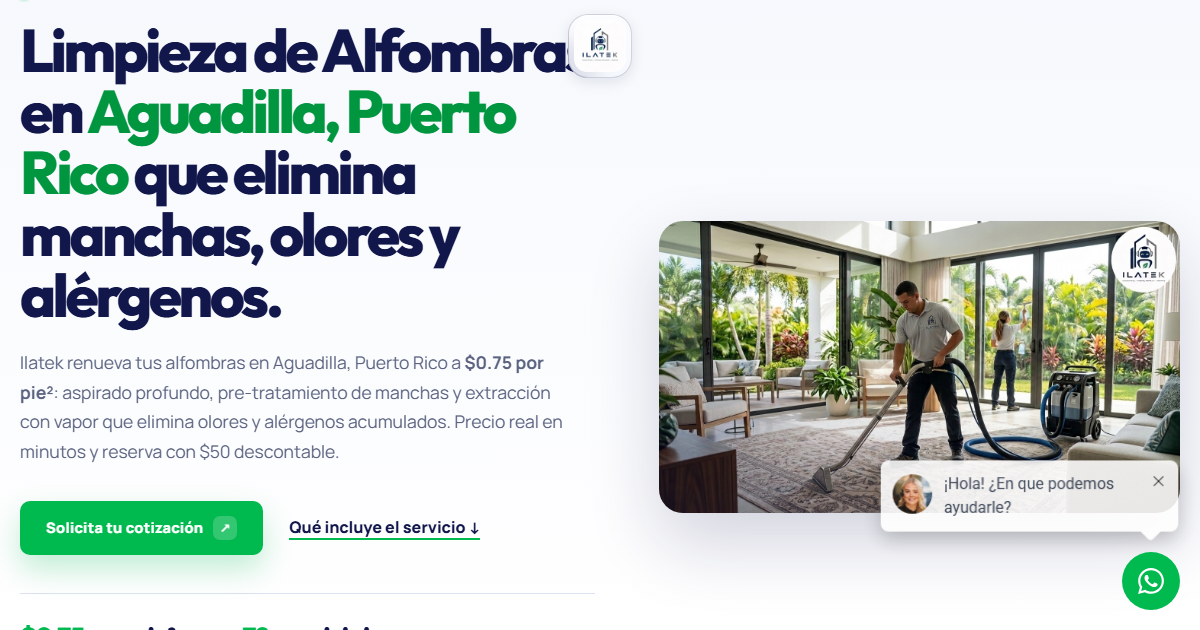 Limpieza de Alfombras
ILATEK
en Aguadilla, Puerto
Rico que elimina
manchas, olores y
alérgenos.
ILATEK
Ilatek renueva tus alfombras en Aguadilla, Puerto Rico a $0.75 por
pie²: aspirado profundo, pre-tratamiento de manchas y extracción
con vapor que elimina olores y alérgenos acumulados. Precio real en
minutos y reserva con $50 descontable.
¡Hola! ¿En que podemos
ayudarle?
Solicita tu cotización ↗
Qué incluye el servicio ↓